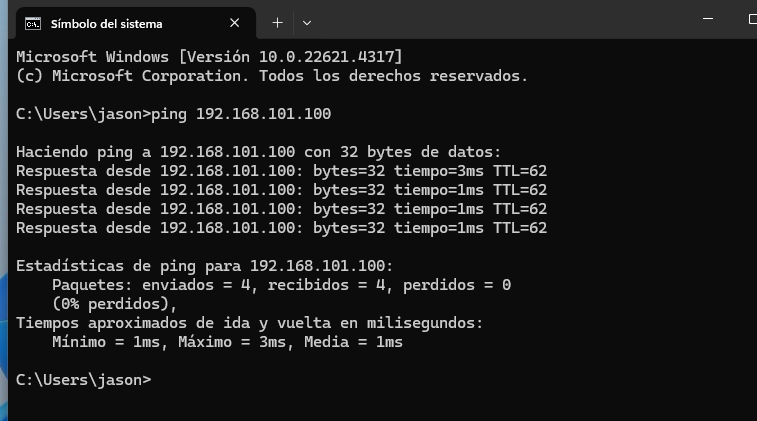 Símbolo del sistema
Microsoft Windows [Versión 10.0.22621.4317]
(c) Microsoft Corporation. Todos los derechos reservados.
C:\Users\jason>ping 192.168.101.100
Haciendo ping a 192.168.101.100 con 32 bytes de datos:
Respuesta desde 192.168.101.100: bytes=32 tiempo=3ms TTL=62
Respuesta desde 192.168.101.100: bytes=32 tiempo=1ms TTL=62
Respuesta desde 192.168.101.100: bytes=32 tiempo=1ms TTL=62
Respuesta desde 192.168.101.100: bytes=32 tiempo=1ms TTL=62
Estadísticas de ping para 192.168.101.100:
    Paquetes: enviados = 4, recibidos = 4, perdidos = 0
    (0% perdidos),
Tiempos aproximados de ida y vuelta en milisegundos:
    Mínimo = 1ms, Máximo = 3ms, Media = 1ms
C:\Users\jason>